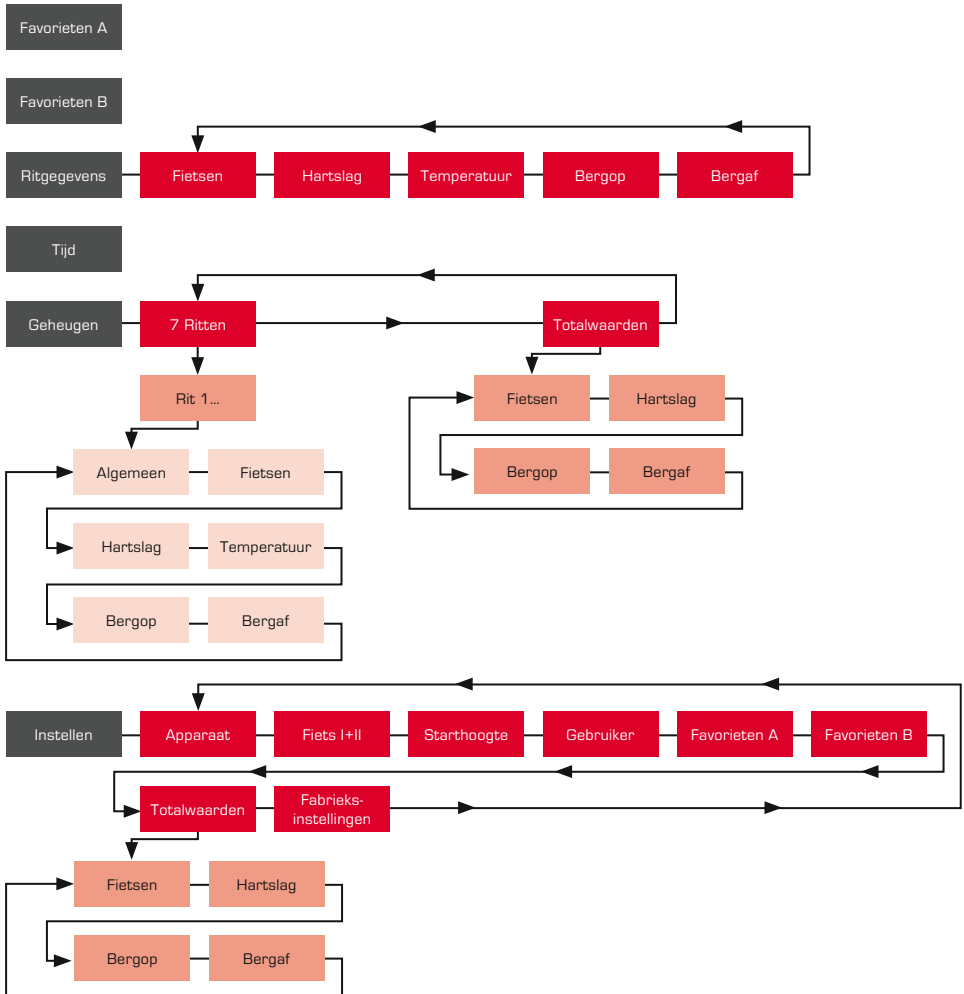 Favorieten A
Favorieten B
Ritgegevens
Fietsen
Hartslag
Temperatuur
Bergop
Bergaf
Tijd
Geheugen
7 Ritten
Totalwaarden
Rit 1...
Fietsen
Hartslag
Bergop
Bergaf
Algemeen
Fietsen
Hartslag
Temperatuur
Bergop
Bergaf
Instellen
Apparaat
Fiets I+II
Starthoogte
Gebruiker
Favorieten A
Favorieten B
Totalwaarden
Fabrieks-
instellingen
Fietsen
Hartslag
Bergop
Bergaf